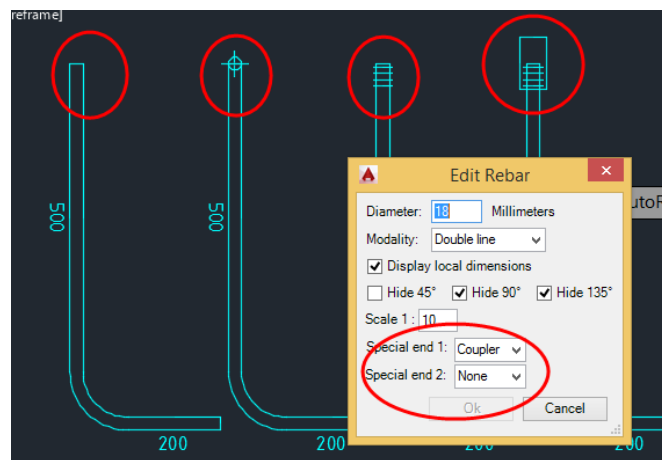 reframe]
500
500
Edit Rebar
Diameter: 18 Millimeters
Modality: Double line
Display local dimensions
Hide 45° Hide 90° Hide 135°
Scale 1 : 10
Special end 1: Coupler
Special end 2: None
Ok Cancel
200
200
200
200